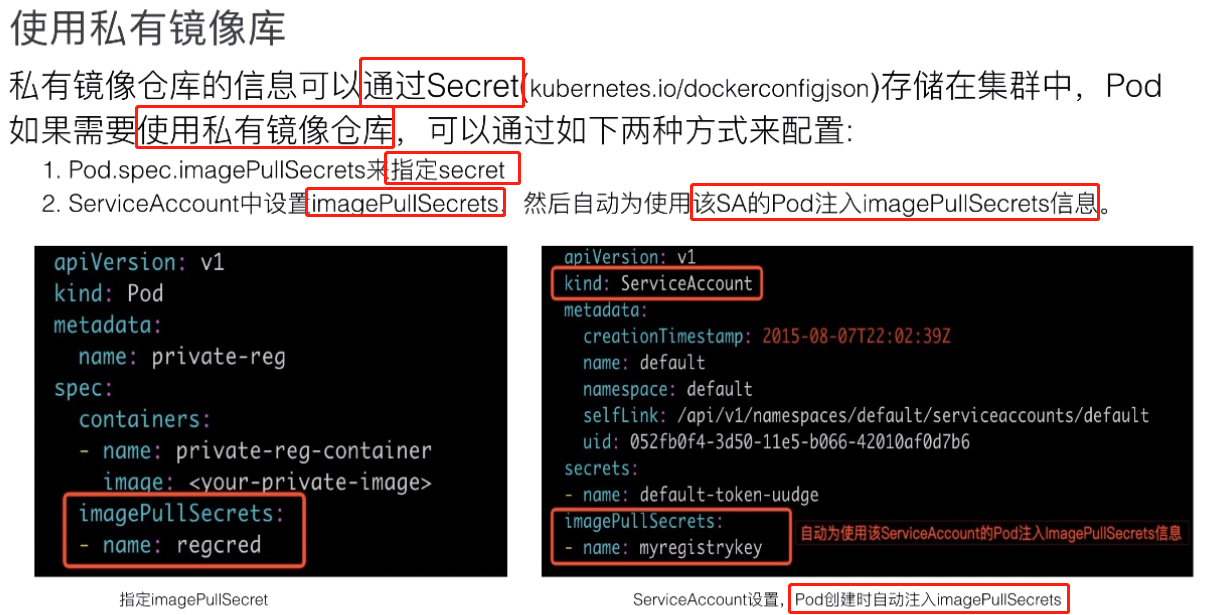 使用私有镜像库
私有镜像仓库的信息可以通过Secret(kubernetes.io/dockerconfigjson)存储在集群中，Pod
如果需要使用私有镜像仓库，可以通过如下两种方式来配置:
1. Pod.spec.imagePullSecrets来指定secret
2. ServiceAccount中设置imagePullSecrets， 然后自动为使用该SA的Pod注入imagePullSecrets信息。
apiVersion: v1
kind: Pod
metadata:
  name: private-reg
spec:
  containers:
  - name: private-reg-container
    image: <your-private-image>
  imagePullSecrets:
  - name: regcred
指定imagePullSecret
apiVersion: v1
kind: ServiceAccount
metadata:
  creationTimestamp: 2015-08-07T22:02:39Z
  name: default
  namespace: default
  selfLink: /api/v1/namespaces/default/serviceaccounts/default
  uid: 052fb0f4-3d50-11e5-b066-42010af0d7b6
secrets:
- name: default-token-uudge
imagePullSecrets:
- name: myregistrykey
自动为使用该ServiceAccount的Pod注入ImagePullSecrets信息
ServiceAccount设置，Pod创建时自动注入imagePullSecrets